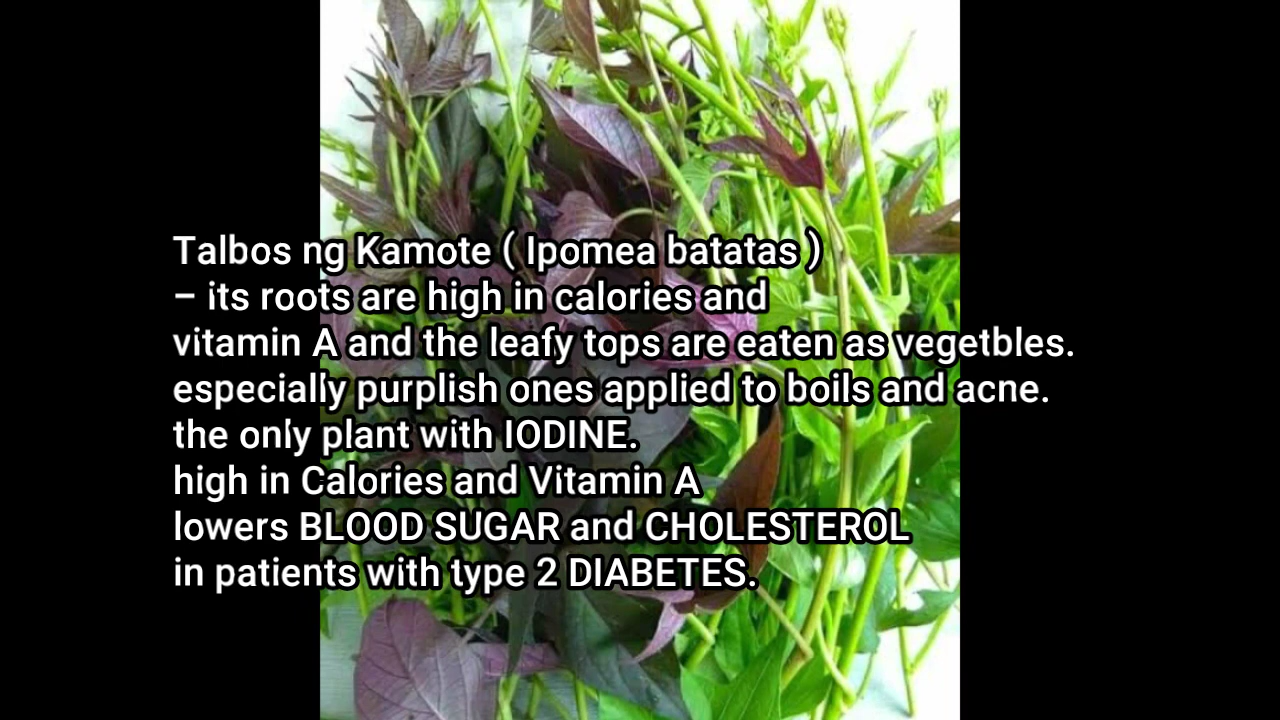 Talbos ng Kamote ( Ipomea batatas )
– its roots are high in calories and
vitamin A and the leafy tops are eaten as vegetbles.
especially purplish ones applied to boils and acne.
the only plant with IODINE.
high in Calories and Vitamin A
lowers BLOOD SUGAR and CHOLESTEROL
in patients with type 2 DIABETES.